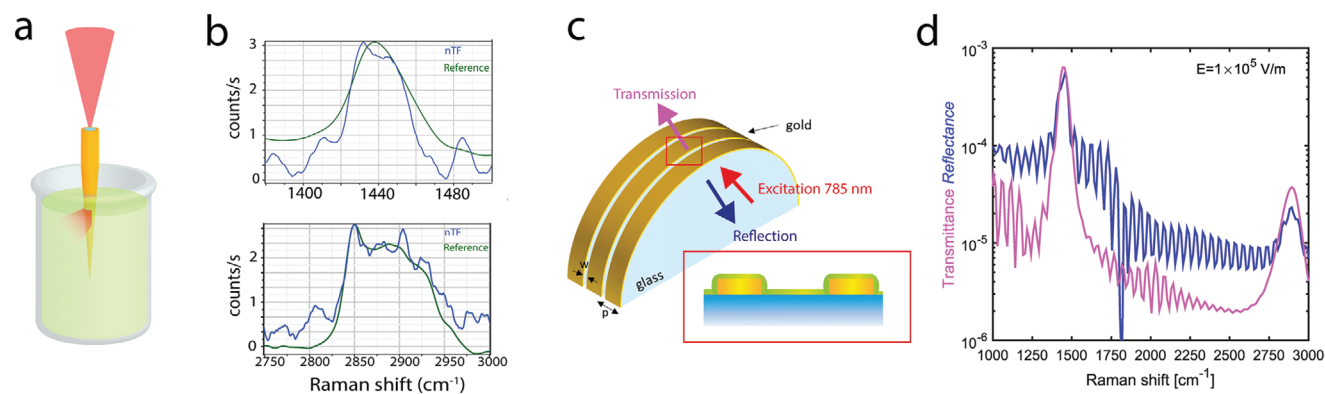 a
b
3
2
1
0
counts/s
nTF
Reference
1400
1440
1480
2
1
0
counts/s
nTF
Reference
2750
2800
2850
2900
2950
3000
Raman shift (cm⁻¹)
c
Transmission
gold
Excitation 785 nm
Reflection
glass
w
p
d
10⁻³
10⁻⁴
10⁻⁵
10⁻⁶
Transmittance Reflectance
E=1×10⁵ V/m
1000
1250
1500
1750
2000
2250
2500
2750
3000
Raman shift [cm⁻¹]